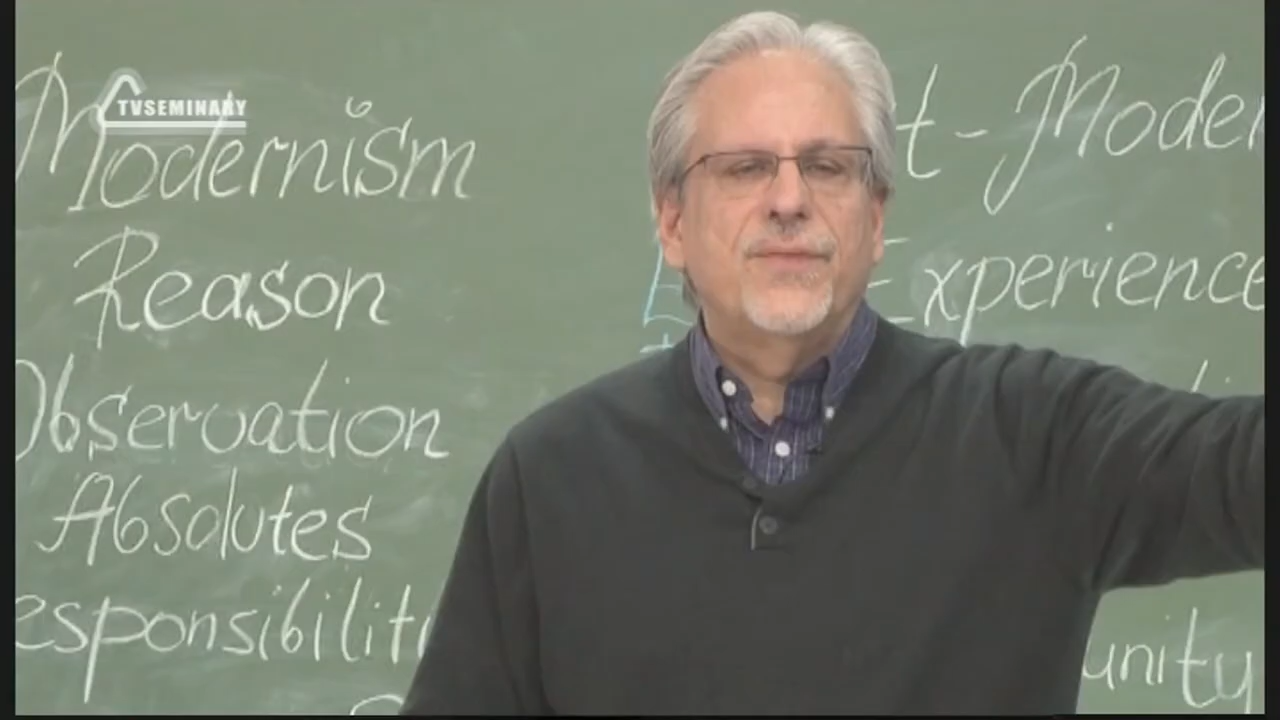 TVSEMINARY
Modernism
Reason
Observation
Absolutes
esponsibilit
t - Moder
Experience
unity